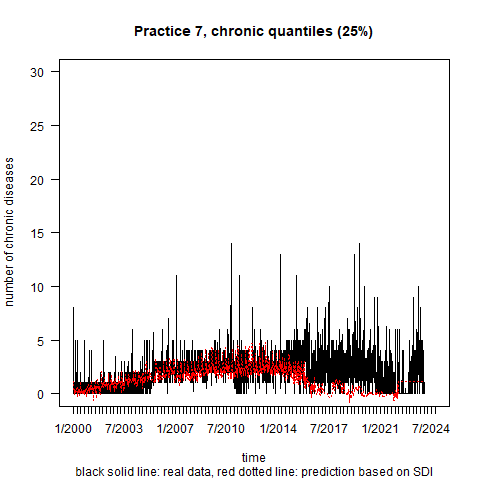 Practice 7, chronic quantiles (25%)
number of chronic diseases
30
25
20
15
10
5
0
1/2000 7/2003 1/2007 7/2010 1/2014 7/2017 1/2021 7/2024
time
black solid line: real data, red dotted line: prediction based on SDI